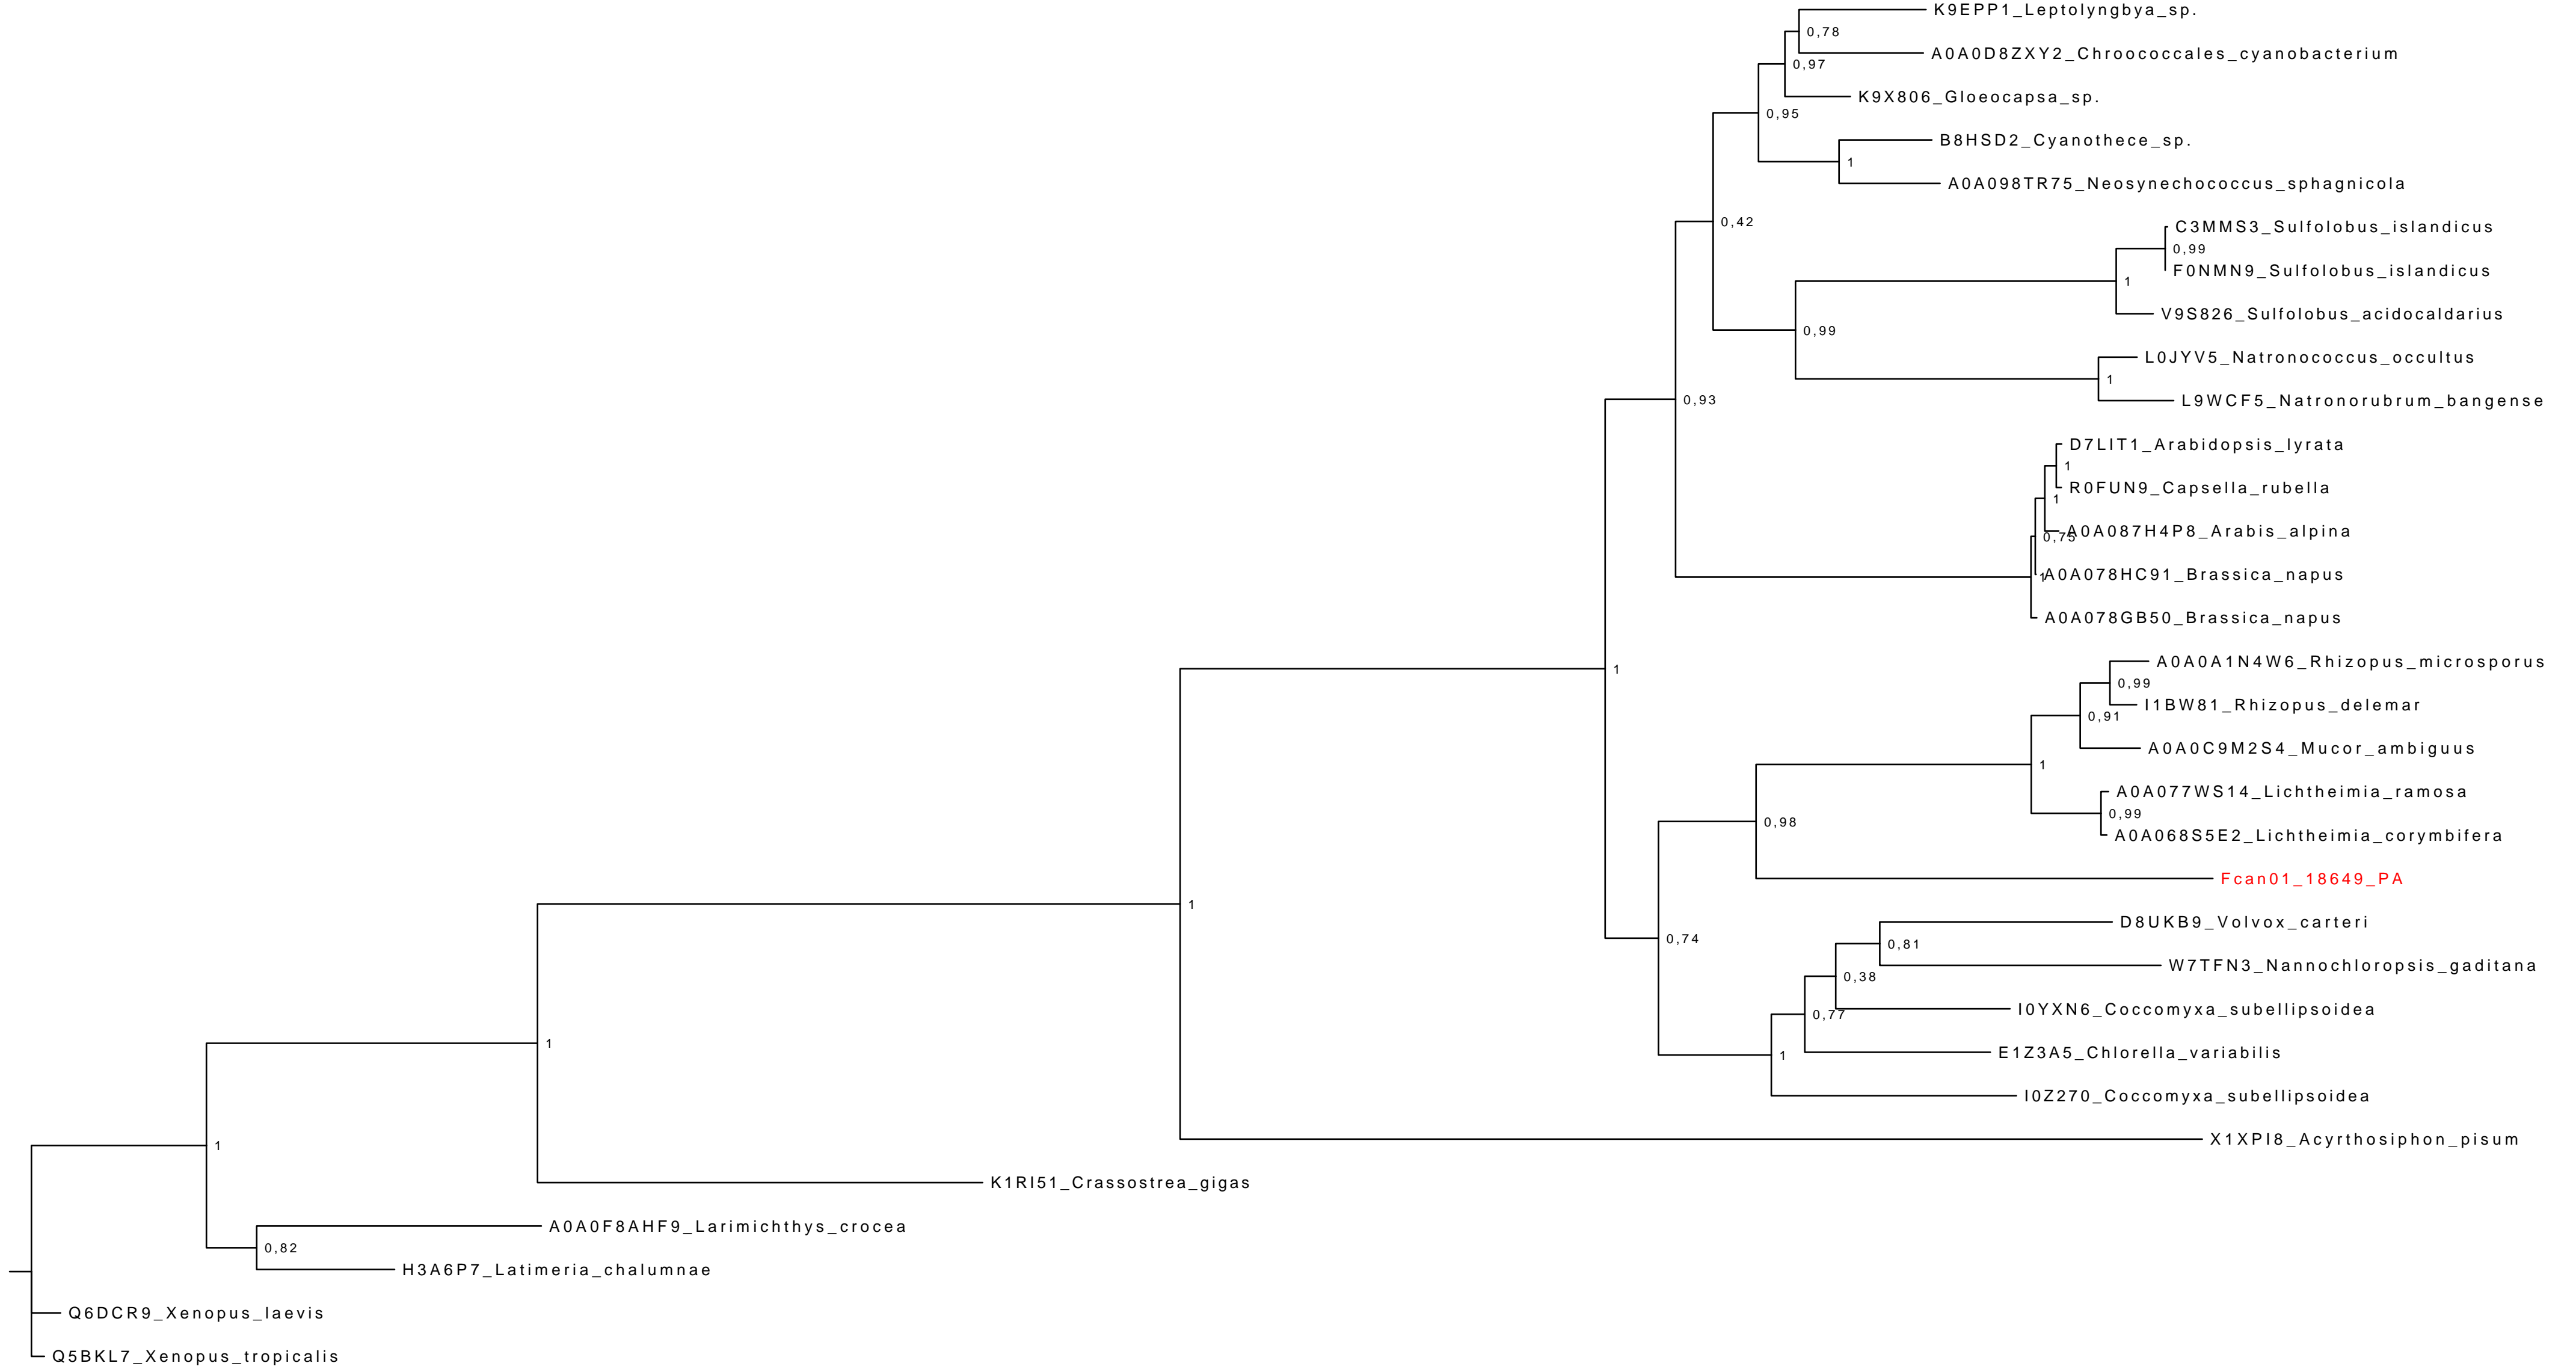 K9EPP1_Leptolyngbya_sp.
0,78
A0A0D8ZXY2_Chroococcales_cyanobacterium
0,97
K9X806_Gloeocapsa_sp.
0,95
B8HSD2_Cyanothece_sp.
1
A0A098TR75_Neosynechococcus_sphagnicola
0,42
C3MMS3_Sulfolobus_islandicus
0,99
F0NMN9_Sulfolobus_islandicus
1
V9S826_Sulfolobus_acidocaldarius
0,99
L0JYV5_Natronococcus_occultus
1
L9WCF5_Natronorubrum_bangense
0,93
D7LIT1_Arabidopsis_lyrata
1
R0FUN9_Capsella_rubella
1
A0A087H4P8_Arabis_alpina
0,75
A0A078HC91_Brassica_napus
1
A0A078GB50_Brassica_napus
1
A0A0A1N4W6_Rhizopus_microsporus
0,99
I1BW81_Rhizopus_delemar
0,91
A0A0C9M2S4_Mucor_ambiguus
1
A0A077WS14_Lichtheimia_ramosa
0,99
A0A068S5E2_Lichtheimia_corymbifera
0,98
Fcan01_18649_PA
0,74
D8UKB9_Volvox_carteri
0,81
W7TFN3_Nannochloropsis_gaditana
0,38
I0YXN6_Coccomyxa_subellipsoidea
0,77
E1Z3A5_Chlorella_variabilis
1
I0Z270_Coccomyxa_subellipsoidea
1
X1XPI8_Acyrthosiphon_pisum
1
K1RI51_Crassostrea_gigas
1
A0A0F8AHF9_Larimichthys_crocea
0,82
H3A6P7_Latimeria_chalumnae
Q6DCR9_Xenopus_laevis
Q5BKL7_Xenopus_tropicalis